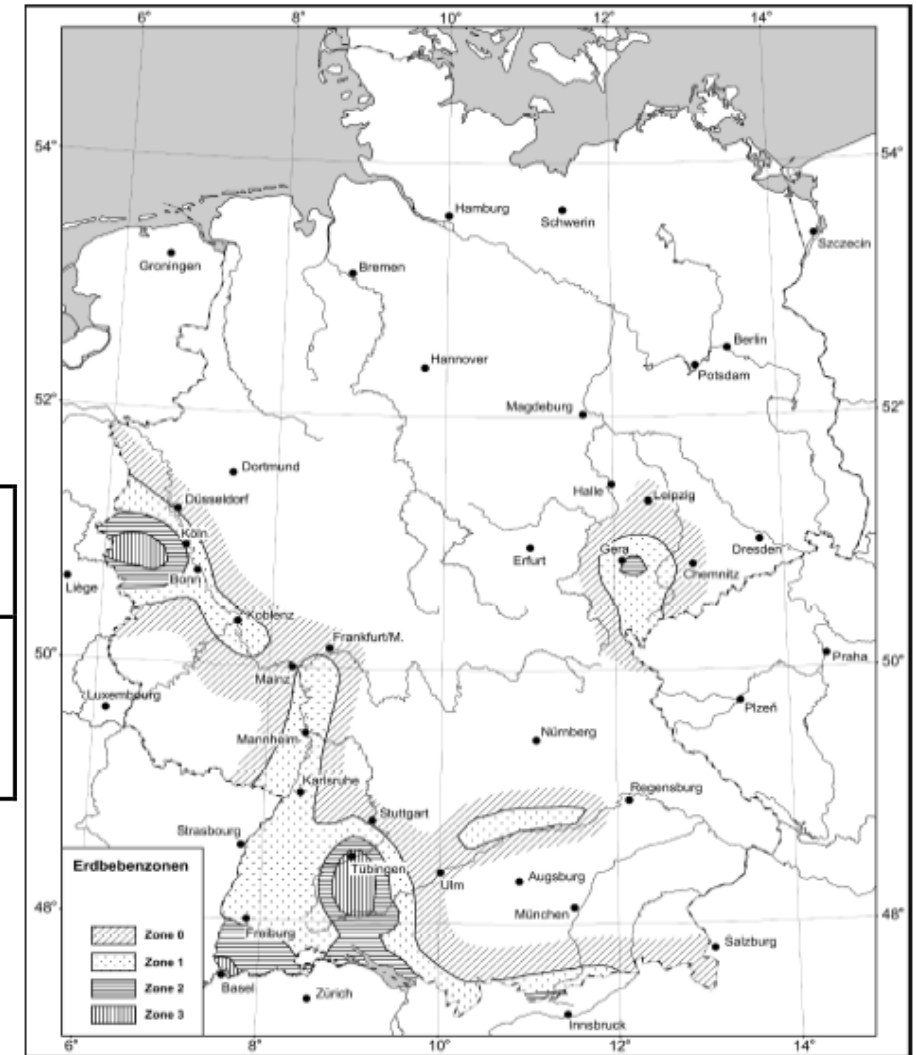 6° 8° 10° 12° 14°
54° 54°
Hamburg
Schwerin
Szczecin
Groningen
Bremen
Berlin
Hannover
Potsdam
52° 52°
Magdeburg
Dortmund
Halle
Leipzig
Düsseldorf
Köln
Erfurt
Gera
Dresden
Bonn
Chemnitz
Liège
Koblenz
Frankfurt/M.
50° 50°
Praha
Mainz
Luxembourg
Plzeń
Mannheim
Nürnberg
Karlsruhe
Regensburg
Stuttgart
Strasbourg
Erdbebenzonen
Tübingen
Ulm
Augsburg
München
48° 48°
Freiburg
Zone 0
Salzburg
Zone 1
Zone 2
Basel
Zürich
Zone 3
Innsbruck
6° 8° 10° 12° 14°